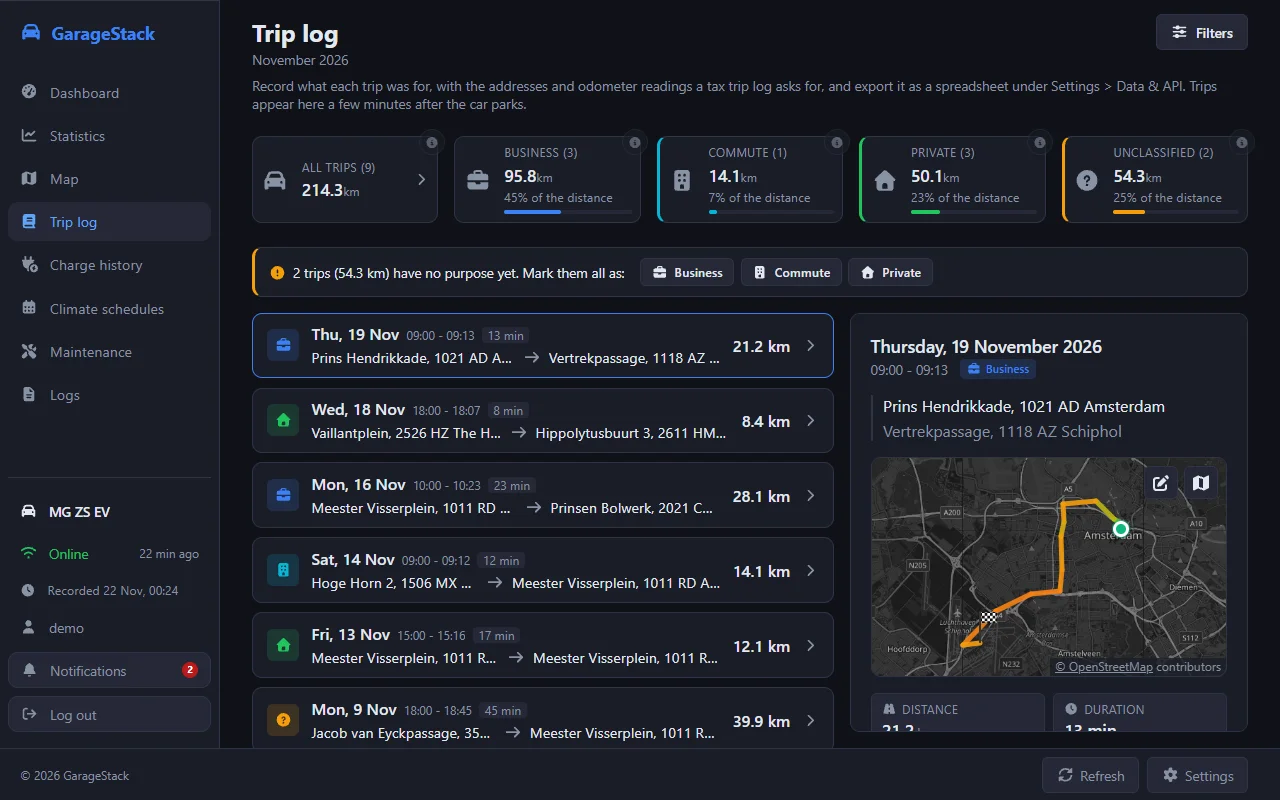 GarageStack
Dashboard
Statistics
Map
Trip log
Charge history
Climate schedules
Maintenance
Logs
MG ZS EV
Online 22 min ago
Recorded 22 Nov, 00:24
demo
Notifications 2
Log out
Trip log
November 2026
Filters
Record what each trip was for, with the addresses and odometer readings a tax trip log asks for, and export it as a spreadsheet under Settings > Data & API. Trips
appear here a few minutes after the car parks.
ALL TRIPS (9)
214.3km
BUSINESS (3)
95.8km
45% of the distance
COMMUTE (1)
14.1km
7% of the distance
PRIVATE (3)
50.1km
23% of the distance
UNCLASSIFIED (2)
54.3km
25% of the distance
2 trips (54.3 km) have no purpose yet. Mark them all as: Business Commute Private
Thu, 19 Nov 09:00 - 09:13 13 min
Prins Hendrikkade, 1021 AD A... → Vertrekpassage, 1118 AZ ...
21.2 km
Wed, 18 Nov 18:00 - 18:07 8 min
Vaillantplein, 2526 HZ The H... → Hippolytusbuurt 3, 2611 HM...
8.4 km
Mon, 16 Nov 10:00 - 10:23 23 min
Meester Visserplein, 1011 RD ... → Prinsen Bolwerk, 2021 C...
28.1 km
Sat, 14 Nov 09:00 - 09:12 12 min
Hoge Horn 2, 1506 MX ... → Meester Visserplein, 1011 RD A...
14.1 km
Fri, 13 Nov 15:00 - 15:16 17 min
Meester Visserplein, 1011 R... → Meester Visserplein, 1011 R...
12.1 km
Mon, 9 Nov 18:00 - 18:45 45 min
Jacob van Eyckpassage, 35... → Meester Visserplein, 1011 R...
39.9 km
Thursday, 19 November 2026
09:00 - 09:13 Business
Prins Hendrikkade, 1021 AD Amsterdam
Vertrekpassage, 1118 AZ Schiphol
A5
A200
A10
Amsterdam
N205
Diemen
Luchthaven
Schiphol
Amsterdamse
S112
Hoofddorp
Amstelveen
N232
© OpenStreetMap contributors
DISTANCE
21.2
DURATION
13 min
© 2026 GarageStack
Refresh
Settings